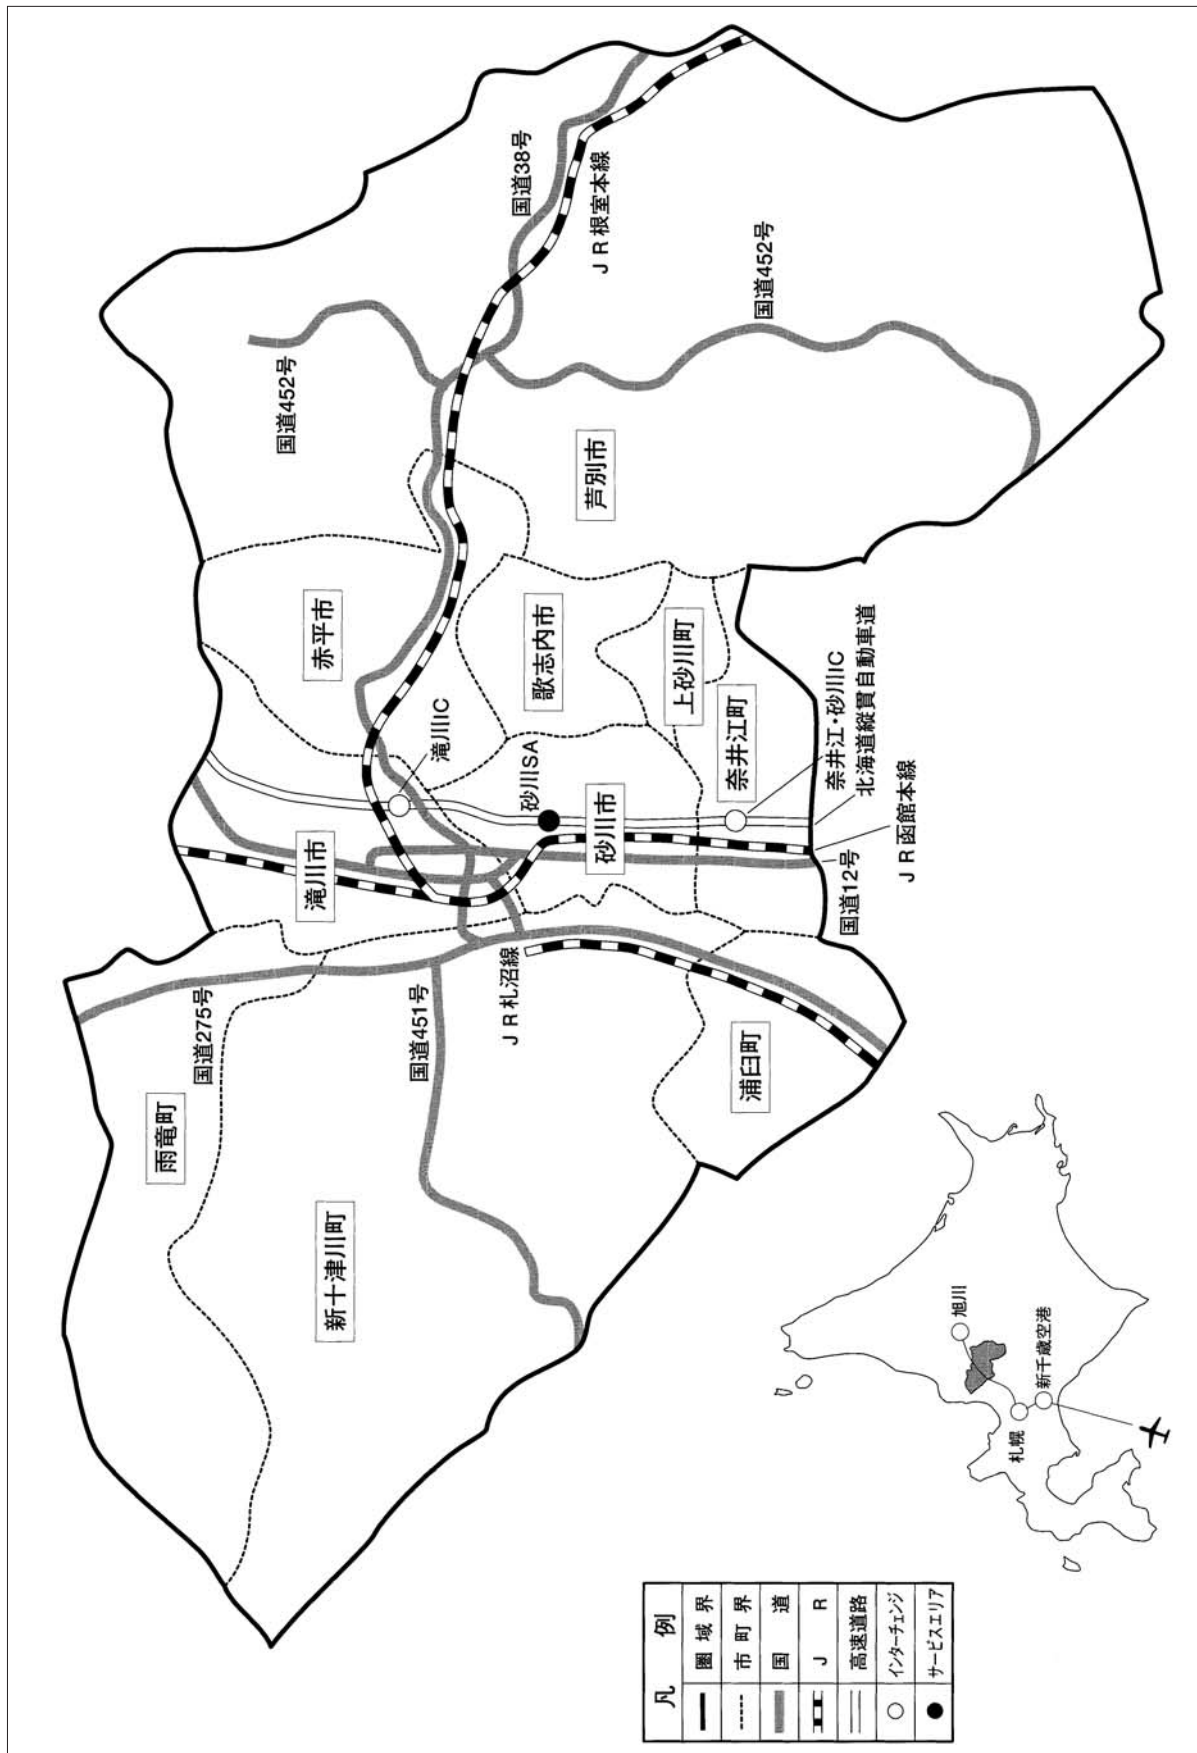 国道38号
JR根室本線
国道452号
国道452号
芦別市
赤平市
歌志内市
上砂川町
滝川IC
砂川SA
奈井江町
奈井江・砂川IC
北海道縦貫自動車道
滝川市
砂川市
JR函館本線
国道12号
国道275号
国道451号
JR札沼線
雨竜町
新十津川町
浦臼町
旭川
札幌
新千歳空港
凡例
圏域界
市町界
国道
JR
高速道路
インターチェンジ
サービスエリア